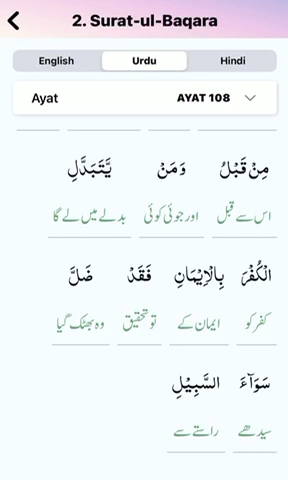 2. Surat-ul-Baqara
English Urdu Hindi
Ayat AYAT 108
مِنْ قَبْلُ وَمَنْ يَّتَبَدَّلِ
اس سے قبل اور جوئی کوئی بدلے میں لے گا
الْكُفْرَ بِالْاِيْمَانِ فَقَدْ ضَلَّ
کفر کو ایمان کے تو تحقیق وہ بھٹک گیا
سَوَآءَ السَّبِيْلِ
سیدھے راستے سے